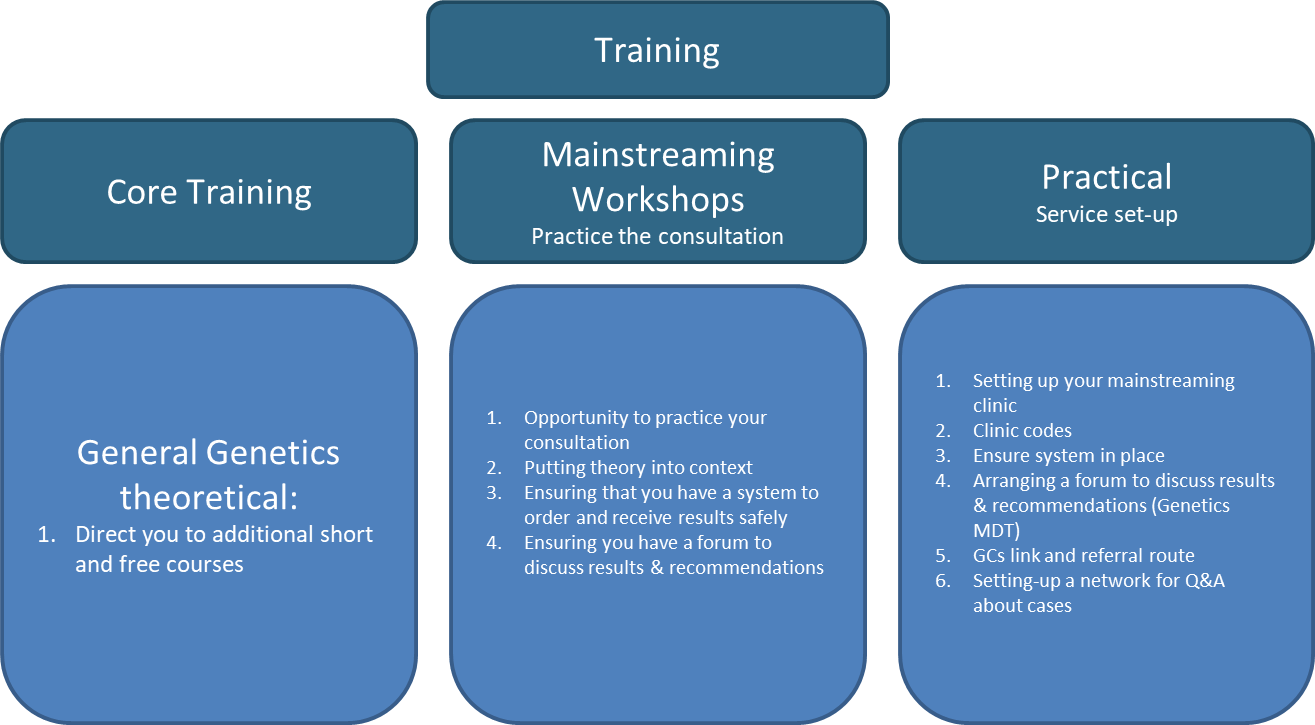 Training
Core Training
Mainstreaming
Workshops
Practice the consultation
Practical
Service set-up
General Genetics
theoretical:
1. Direct you to additional short
and free courses
1. Opportunity to practice your
consultation
2. Putting theory into context
3. Ensuring that you have a system to
order and receive results safely
4. Ensuring you have a forum to
discuss results & recommendations
1. Setting up your mainstreaming
clinic
2. Clinic codes
3. Ensure system in place
4. Arranging a forum to discuss results
& recommendations (Genetics
MDT)
5. GCs link and referral route
6. Setting-up a network for Q&A
about cases